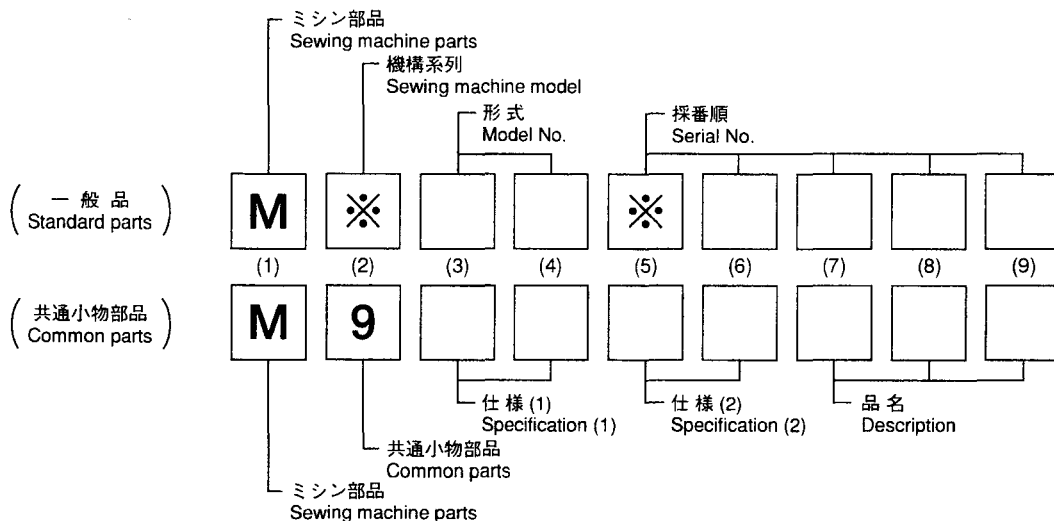 ミシン部品
Sewing machine parts
機構系列
Sewing machine model
形式
Model No.
採番順
Serial No.
(一般品
Standard parts)
M ※ ※
(1) (2) (3) (4) (5) (6) (7) (8) (9)
(共通小物部品
Common parts)
M 9
仕様 (1)
Specification (1)
仕様 (2)
Specification (2)
品名
Description
共通小物部品
Common parts
ミシン部品
Sewing machine parts